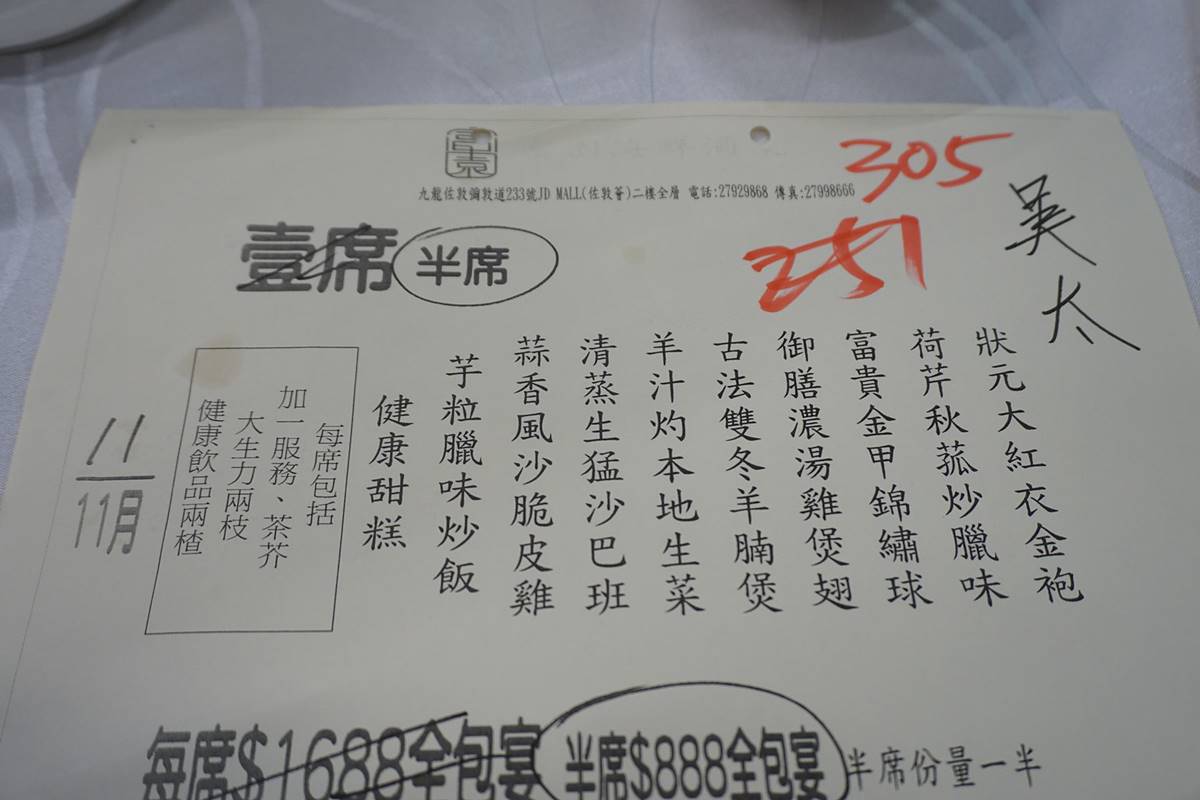 九龍佐敦彌敦道233號JD MALL(佐敦薈)二樓全層 電話:27929868 傳真:27998666
305
251
吳太
壹席 半席
狀元大紅衣金袍
荷芹秋菰炒臘味
富貴金甲錦繡球
御膳濃湯雞煲翅
古法雙冬羊腩煲
羊汁灼本地生菜
清蒸生猛沙巴班
蒜香風沙脆皮雞
芋粒臘味炒飯
健康甜糕
每席包括
加一服務、茶芥
大生力兩枝
健康飲品兩楂
11
11月
每席$1688全包宴 半席$888全包宴 半席份量一半